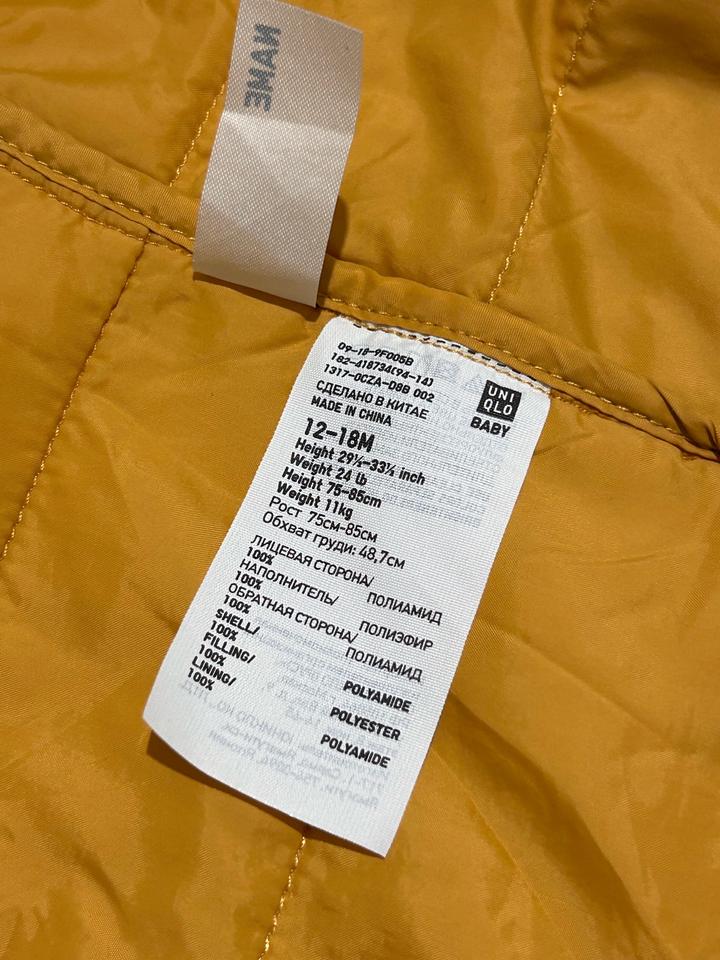 NAME
09-18-9F005B
182-418734(94-14)
1317-0CZA-D8B 002
UNI
QLO
BABY
СДЕЛАНО В КИТАЕ
MADE IN CHINA
12-18M
Height 29½-33½ inch
Weight 24 lb
Height 75-85cm
Weight 11kg
Рост 75см-85см
Обхват груди: 48,7см
ЛИЦЕВАЯ СТОРОНА/
100% ПОЛИАМИД
НАПОЛНИТЕЛЬ/
100% ПОЛИЭФИР
ОБРАТНАЯ СТОРОНА/
100% ПОЛИАМИД
SHELL/
100% POLYAMIDE
FILLING/
100% POLYESTER
LINING/
100% POLYAMIDE